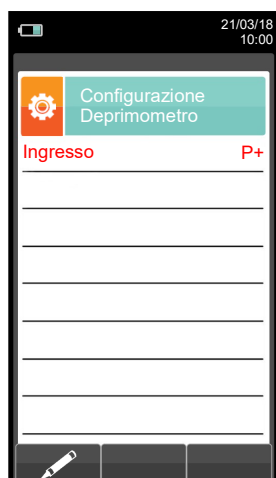 21/03/18
10:00
Configurazione
Deprimometro
Ingresso P+